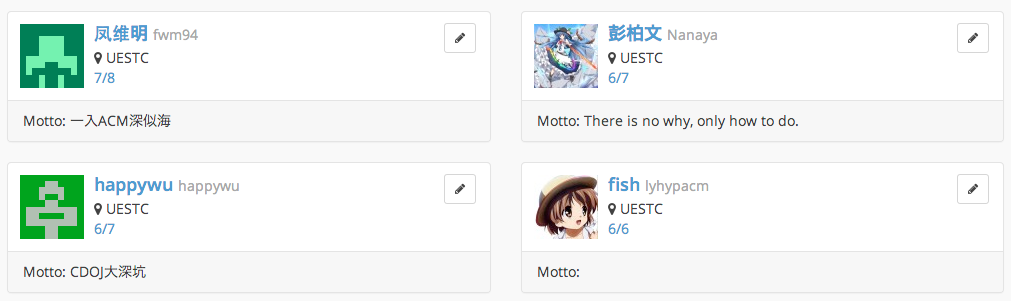 凤维明 fwm94
UESTC
7/8
Motto: 一入ACM深似海
彭柏文 Nanaya
UESTC
6/7
Motto: There is no why, only how to do.
happywu happywu
UESTC
6/7
Motto: CDOJ大深坑
fish lyhypacm
UESTC
6/6
Motto: